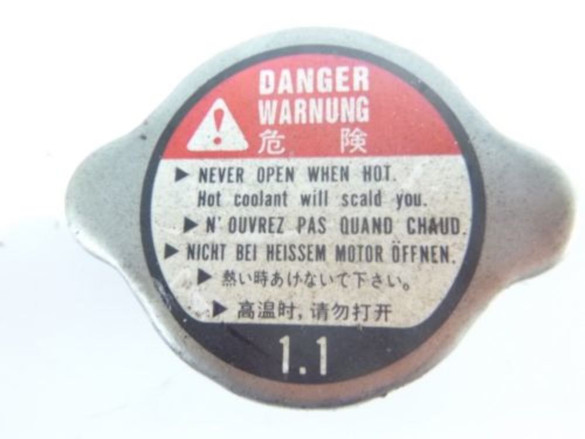 DANGER
WARNUNG
危険
▶ NEVER OPEN WHEN HOT.
Hot coolant will scald you.
▶ N'OUVREZ PAS QUAND CHAUD.
▶ NICHT BEI HEISSEM MOTOR ÖFFNEN.
▶ 熱い時あけないで下さい。
▶ 高温时,请勿打开
1.1